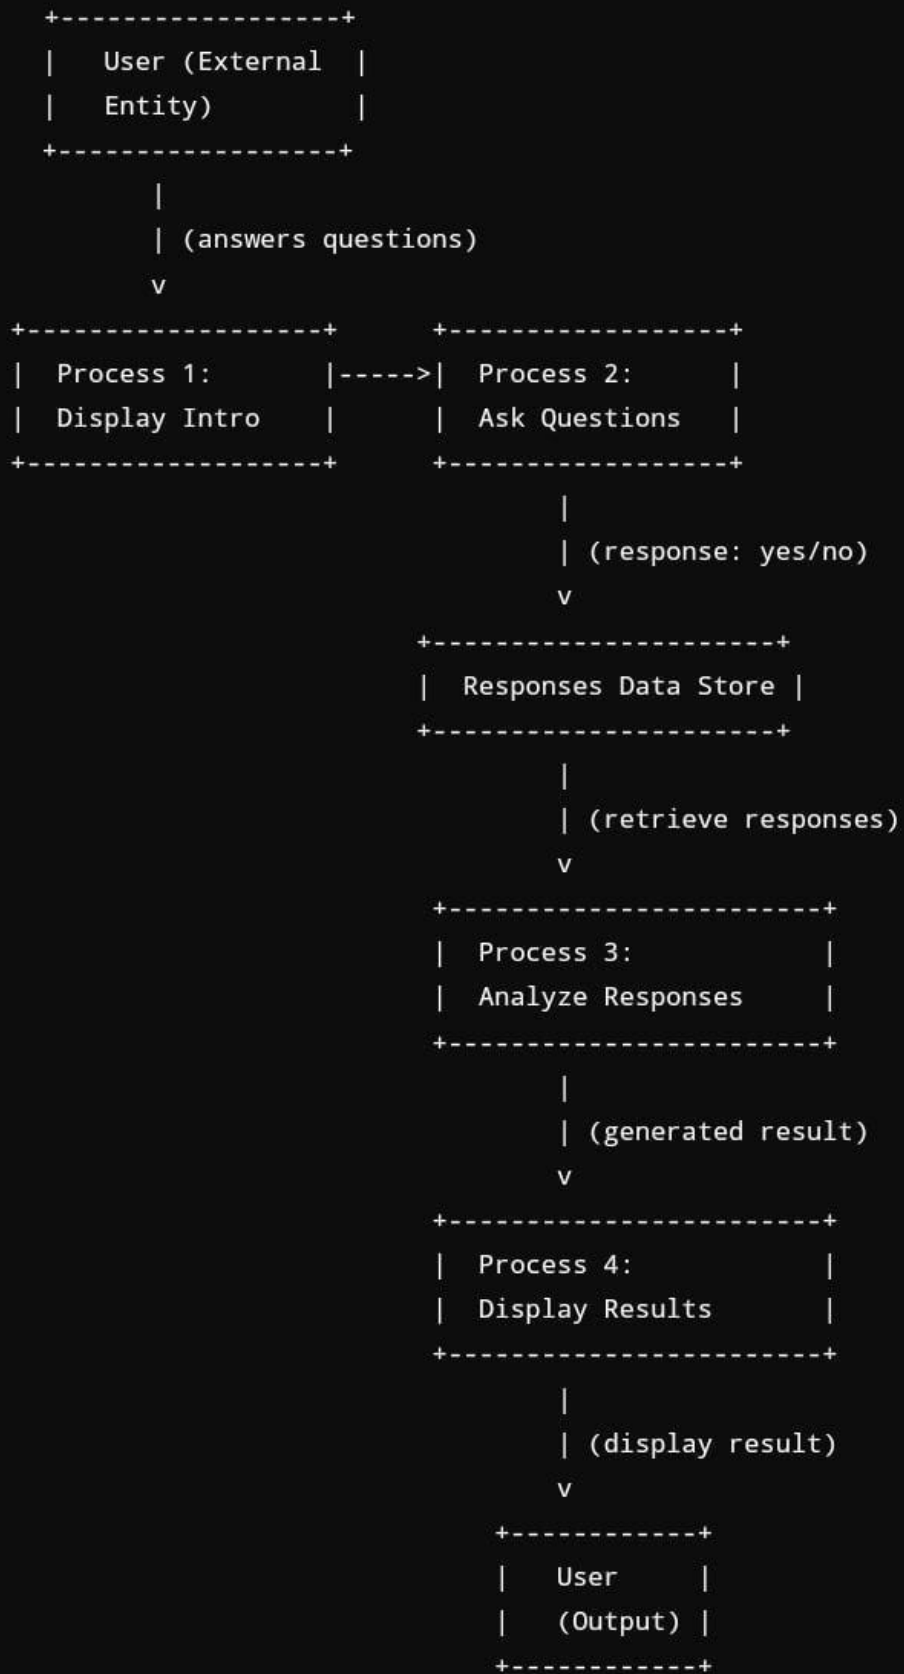 +------------------+
|   User (External  |
|   Entity)         |
+------------------+
|
| (answers questions)
v
+-------------------+      +------------------+
|  Process 1:       |----->|  Process 2:      |
|  Display Intro    |      |  Ask Questions   |
+-------------------+      +------------------+
|
| (response: yes/no)
v
+----------------------+
|  Responses Data Store |
+----------------------+
|
| (retrieve responses)
v
+------------------------+
|  Process 3:            |
|  Analyze Responses     |
+------------------------+
|
| (generated result)
v
+------------------------+
|  Process 4:            |
|  Display Results       |
+------------------------+
|
| (display result)
v
+------------+
|   User     |
|   (Output) |
+------------+